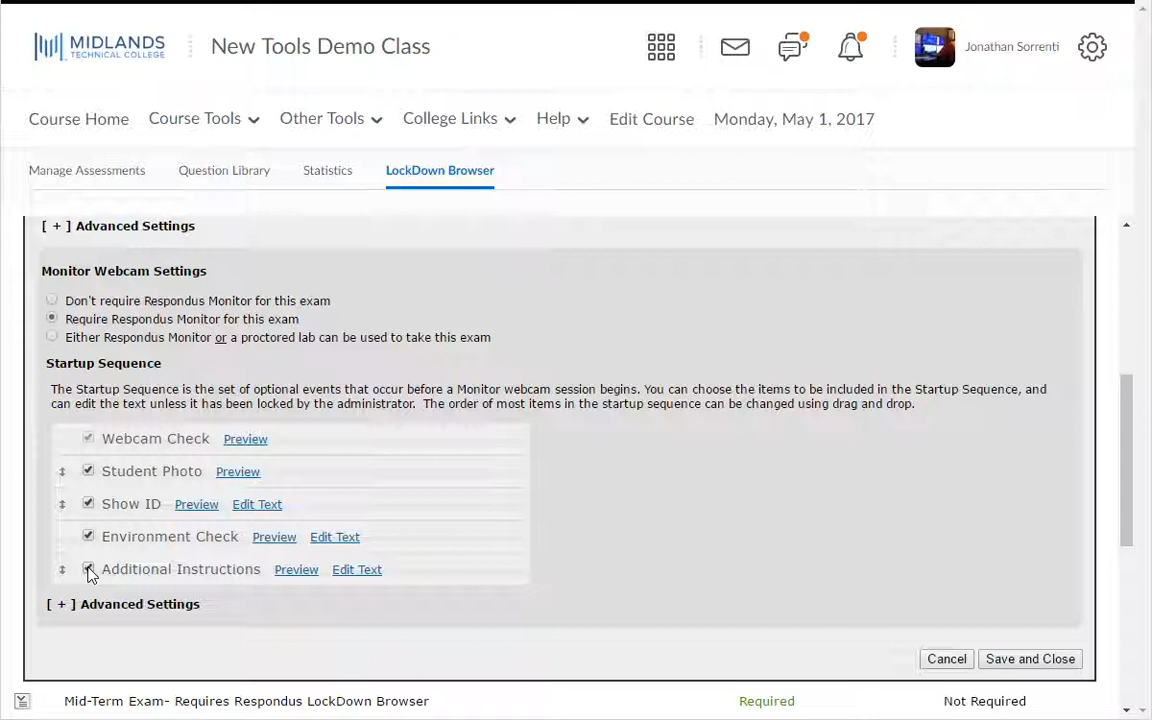 MIDLANDS
TECHNICAL COLLEGE
New Tools Demo Class
Jonathan Sorrenti
Course Home
Course Tools
Other Tools
College Links
Help
Edit Course
Monday, May 1, 2017
Manage Assessments
Question Library
Statistics
LockDown Browser
[ + ] Advanced Settings
Monitor Webcam Settings
Don't require Respondus Monitor for this exam
Require Respondus Monitor for this exam
Either Respondus Monitor or a proctored lab can be used to take this exam
Startup Sequence
The Startup Sequence is the set of optional events that occur before a Monitor webcam session begins. You can choose the items to be included in the Startup Sequence, and
can edit the text unless it has been locked by the administrator. The order of most items in the startup sequence can be changed using drag and drop.
Webcam Check Preview
Student Photo Preview
Show ID Preview Edit Text
Environment Check Preview Edit Text
Additional Instructions Preview Edit Text
[ + ] Advanced Settings
Cancel
Save and Close
Mid-Term Exam- Requires Respondus LockDown Browser
Required
Not Required